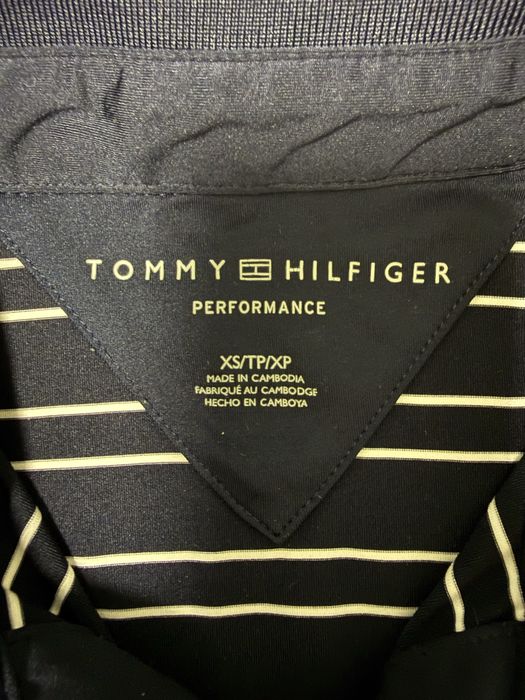 TOMMY HILFIGER
PERFORMANCE
XS/TP/XP
MADE IN CAMBODIA
FABRIQUÉ AU CAMBODGE
HECHO EN CAMBOYA